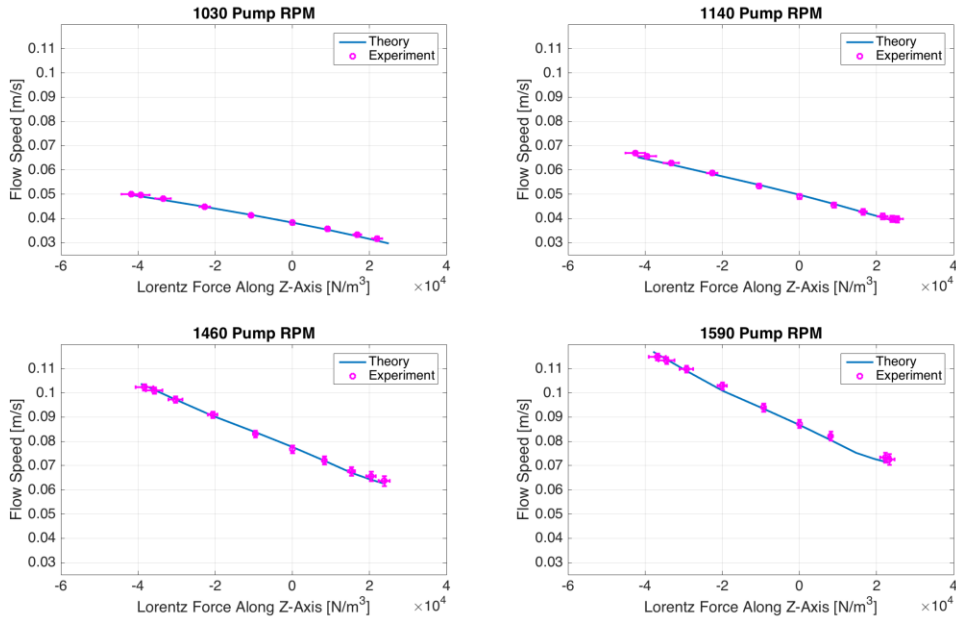 1030 Pump RPM
0.11
0.1
0.09
0.08
0.07
0.06
0.05
0.04
0.03
Flow Speed [m/s]
Theory
Experiment
-6 -4 -2 0 2 4
Lorentz Force Along Z-Axis [N/m³] ×10⁴
1140 Pump RPM
0.11
0.1
0.09
0.08
0.07
0.06
0.05
0.04
0.03
Flow Speed [m/s]
Theory
Experiment
-6 -4 -2 0 2 4
Lorentz Force Along Z-Axis [N/m³] ×10⁴
1460 Pump RPM
0.11
0.1
0.09
0.08
0.07
0.06
0.05
0.04
0.03
Flow Speed [m/s]
Theory
Experiment
-6 -4 -2 0 2 4
Lorentz Force Along Z-Axis [N/m³] ×10⁴
1590 Pump RPM
0.11
0.1
0.09
0.08
0.07
0.06
0.05
0.04
0.03
Flow Speed [m/s]
Theory
Experiment
-6 -4 -2 0 2 4
Lorentz Force Along Z-Axis [N/m³] ×10⁴